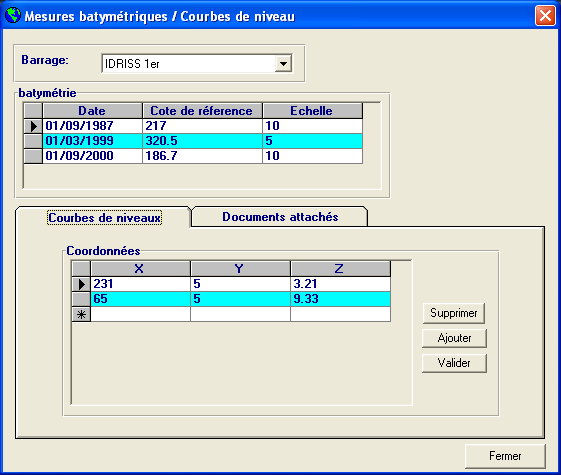 Mesures batymétriques / Courbes de niveau
Barrage: IDRISS 1er
batymétrie
Date Cote de réference Echelle
01/09/1987 217 10
01/03/1999 320.5 5
01/09/2000 186.7 10
Courbes de niveaux Documents attachés
Coordonnées
X Y Z
231 5 3.21
65 5 9.33
Supprimer
Ajouter
Valider
Fermer